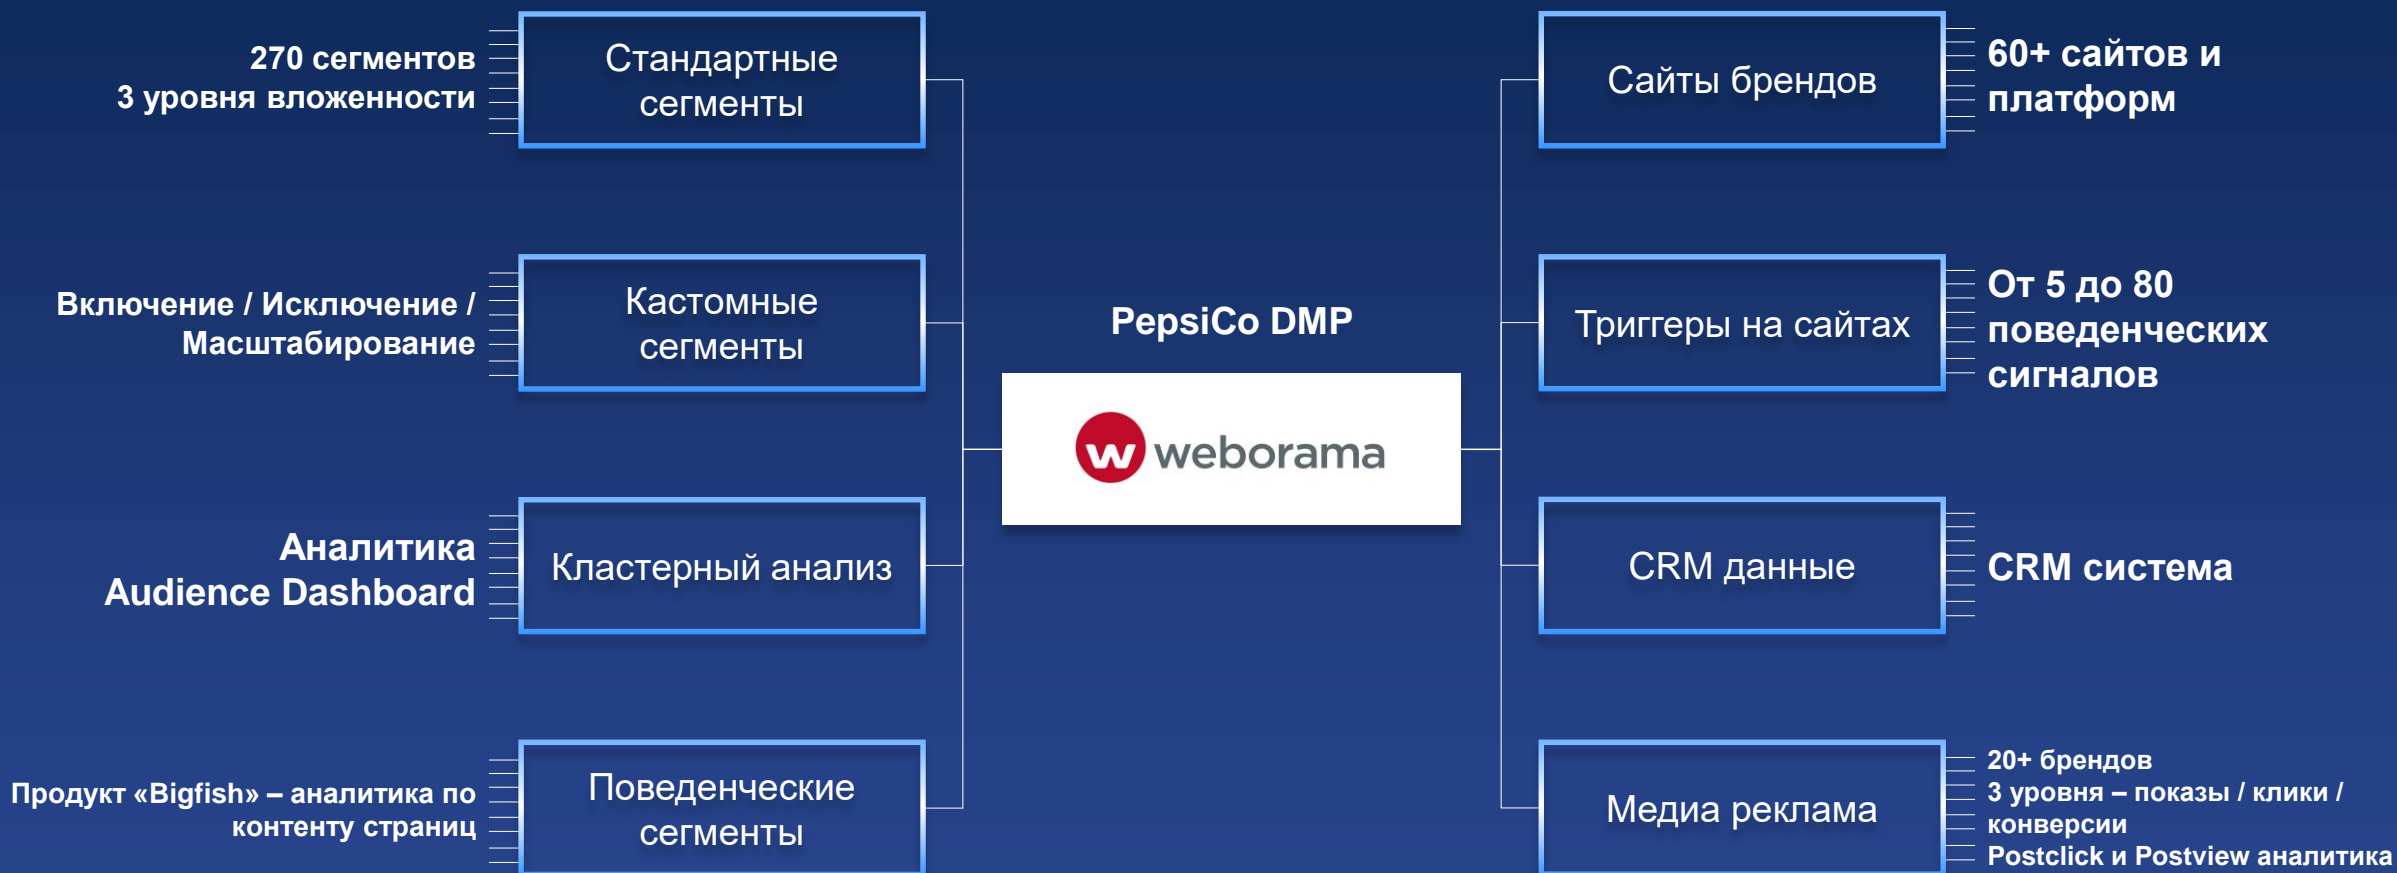 270 сегментов
3 уровня вложенности
Стандартные
сегменты
Включение / Исключение /
Масштабирование
Кастомные
сегменты
Аналитика
Audience Dashboard
Кластерный анализ
Продукт «Bigfish» – аналитика по
контенту страниц
Поведенческие
сегменты
PepsiCo DMP
w weborama
Сайты брендов
60+ сайтов и
платформ
Триггеры на сайтах
От 5 до 80
поведенческих
сигналов
CRM данные
CRM система
Медиа реклама
20+ брендов
3 уровня – показы / клики /
конверсии
Postclick и Postview аналитика